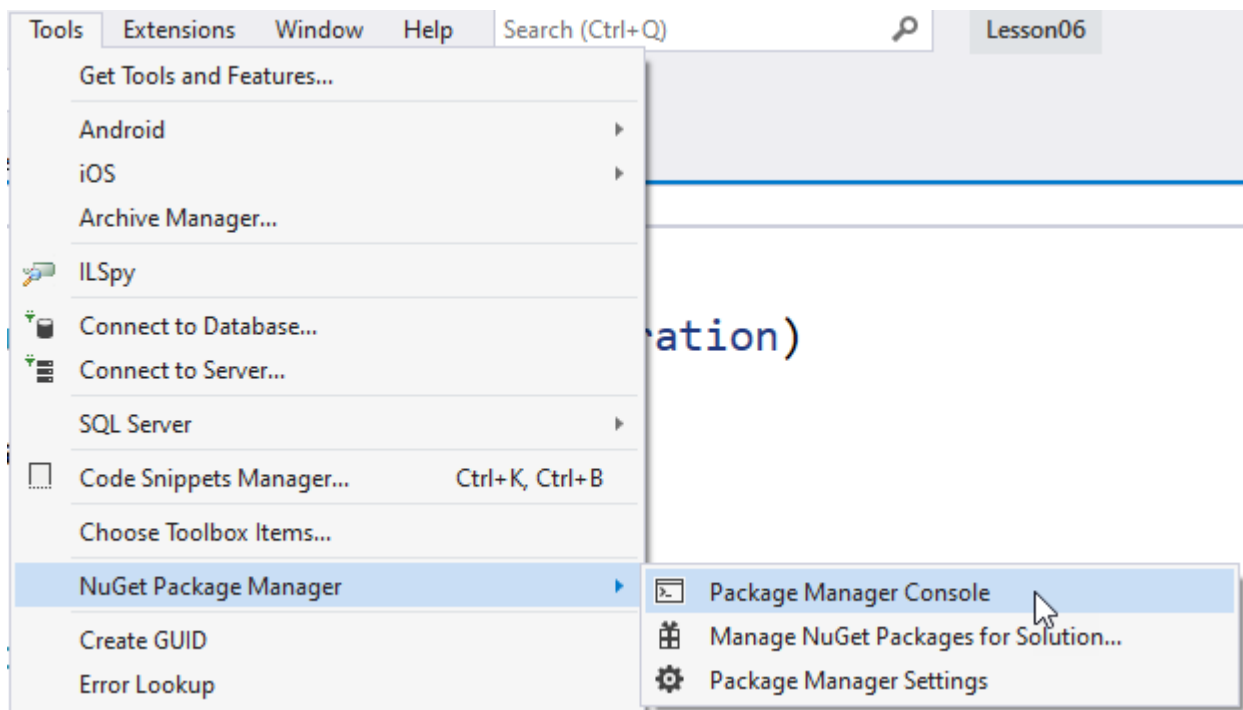 Tools Extensions Window Help Search (Ctrl+Q) Lesson06
Get Tools and Features...
Android
iOS
Archive Manager...
ILSpy
Connect to Database...
ration)
Connect to Server...
SQL Server
Code Snippets Manager... Ctrl+K, Ctrl+B
Choose Toolbox Items...
NuGet Package Manager
Package Manager Console
Create GUID
Manage NuGet Packages for Solution...
Error Lookup
Package Manager Settings